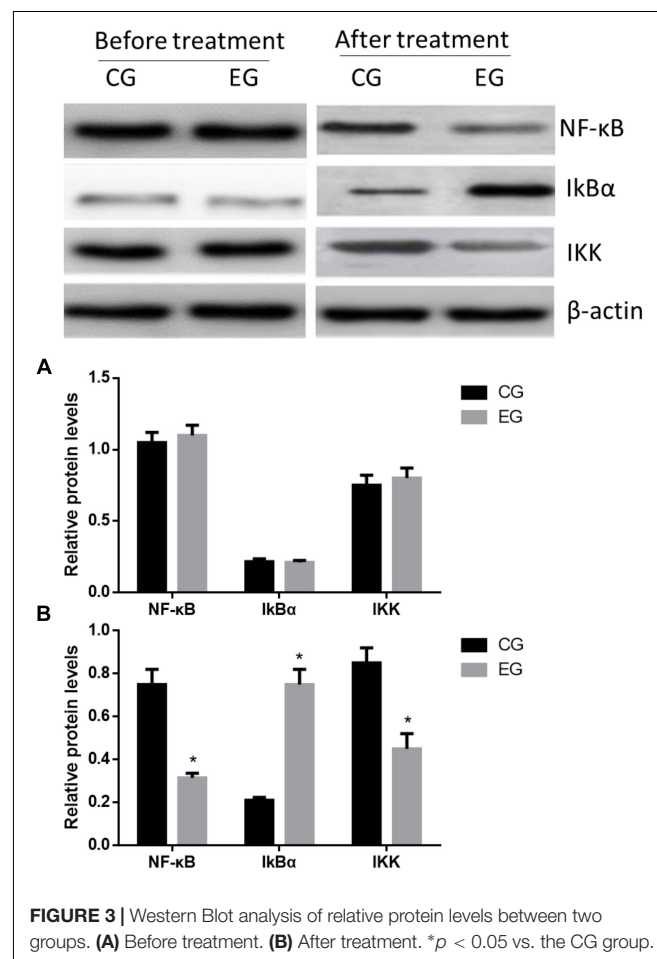 Before treatment After treatment
CG EG CG EG
NF-κB
IkBα
IKK
β-actin
A
1.5
1.0
0.5
0.0
Relative protein levels
CG
EG
NF-κB IkBα IKK
B
1.0
0.8
0.6
0.4
0.2
0.0
Relative protein levels
CG
EG
* * *
NF-κB IkBα IKK
FIGURE 3 | Western Blot analysis of relative protein levels between two
groups. (A) Before treatment. (B) After treatment. *p < 0.05 vs. the CG group.